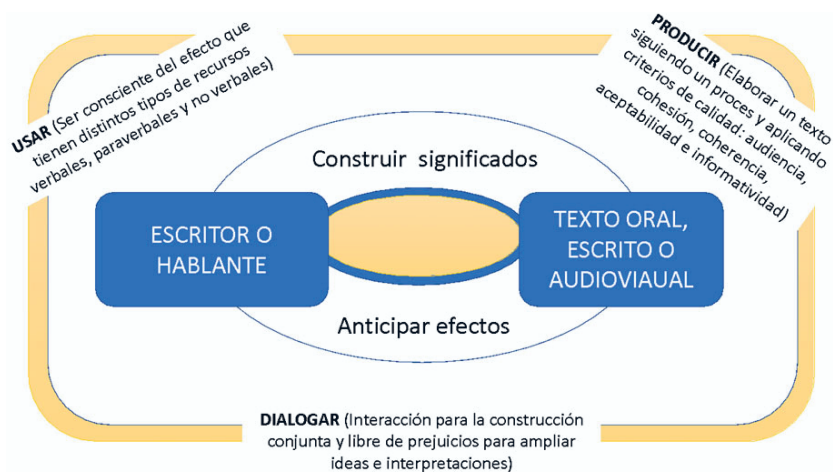 USAR (Ser consciente del efecto que
tienen distintos tipos de recursos
verbales, paraverbales y no verbales)
PRODUCIR (Elaborar un texto
siguiendo un proces y aplicando
criterios de calidad: audiencia,
cohesión, coherencia,
aceptabilidad e informatividad)
Construir significados
ESCRITOR O
HABLANTE
TEXTO ORAL,
ESCRITO O
AUDIOVIAUAL
Anticipar efectos
DIALOGAR (Interacción para la construcción
conjunta y libre de prejuicios para ampliar
ideas e interpretaciones)